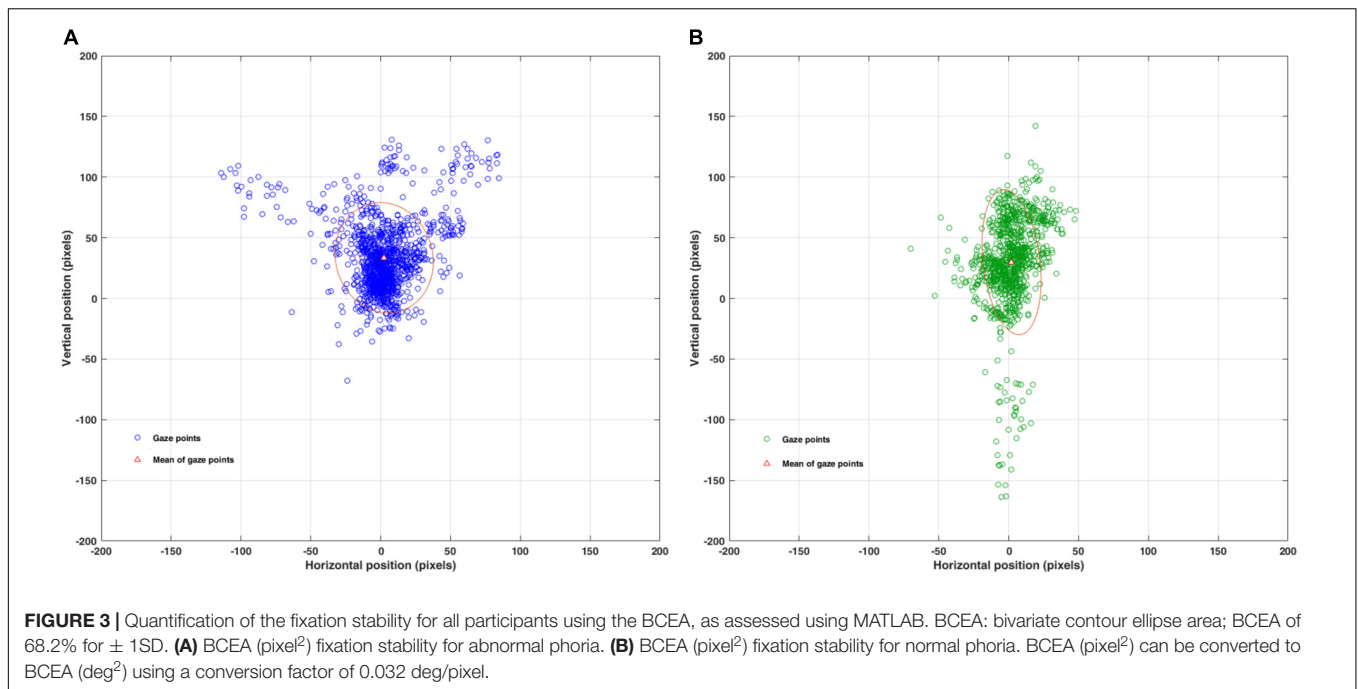 A
200
150
100
50
0
-50
-100
-150
-200
-200 -150 -100 -50 0 50 100 150 200
Vertical position (pixels)
Horizontal position (pixels)
Gaze points
Mean of gaze points
B
200
150
100
50
0
-50
-100
-150
-200
-200 -150 -100 -50 0 50 100 150 200
Vertical position (pixels)
Horizontal position (pixels)
Gaze points
Mean of gaze points
FIGURE 3 | Quantification of the fixation stability for all participants using the BCEA, as assessed using MATLAB. BCEA: bivariate contour ellipse area; BCEA of
68.2% for ± 1SD. (A) BCEA (pixel²) fixation stability for abnormal phoria. (B) BCEA (pixel²) fixation stability for normal phoria. BCEA (pixel²) can be converted to
BCEA (deg²) using a conversion factor of 0.032 deg/pixel.